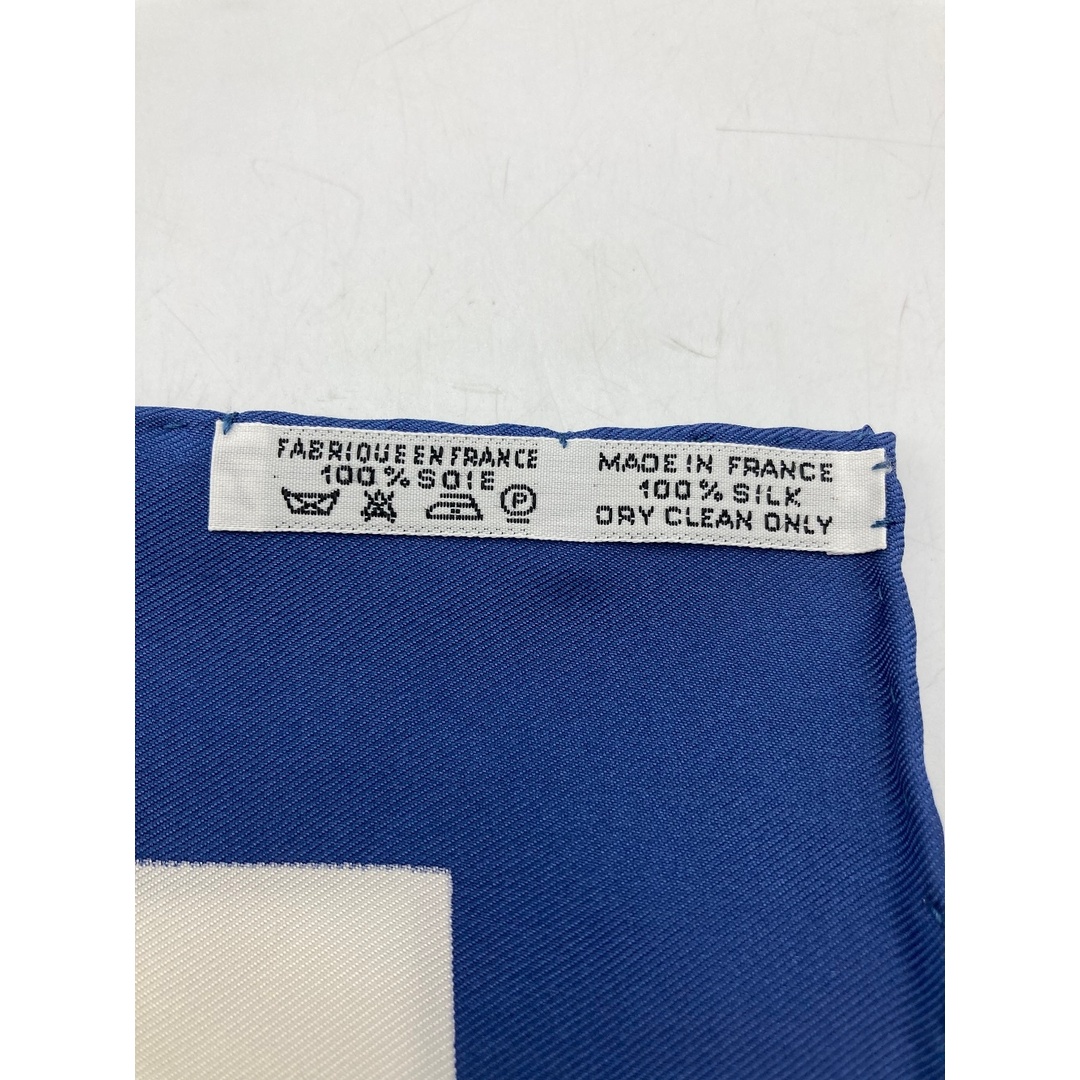 FABRIQUE EN FRANCE
100% SOIE
P
MADE IN FRANCE
100% SILK
DRY CLEAN ONLY